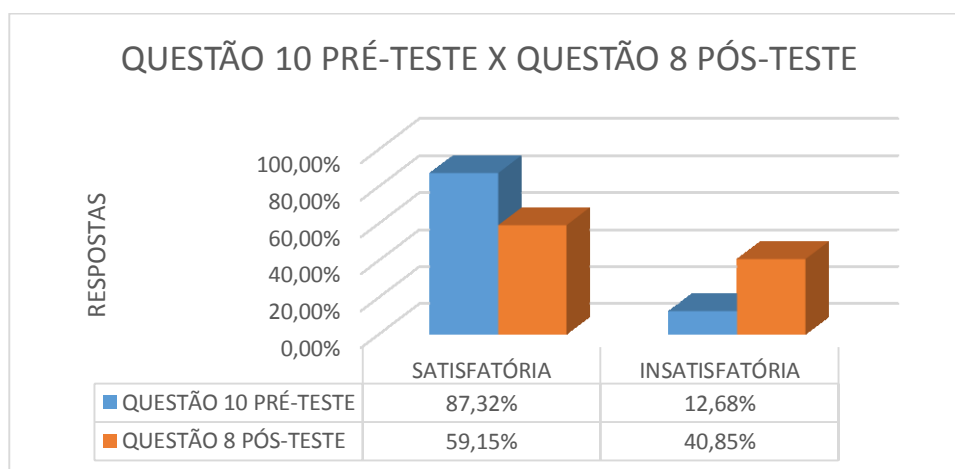 QUESTÃO 10 PRÉ-TESTE X QUESTÃO 8 PÓS-TESTE
RESPOSTAS
100,00%
80,00%
60,00%
40,00%
20,00%
0,00%
SATISFATÓRIA INSATISFATÓRIA
QUESTÃO 10 PRÉ-TESTE 87,32% 12,68%
QUESTÃO 8 PÓS-TESTE 59,15% 40,85%